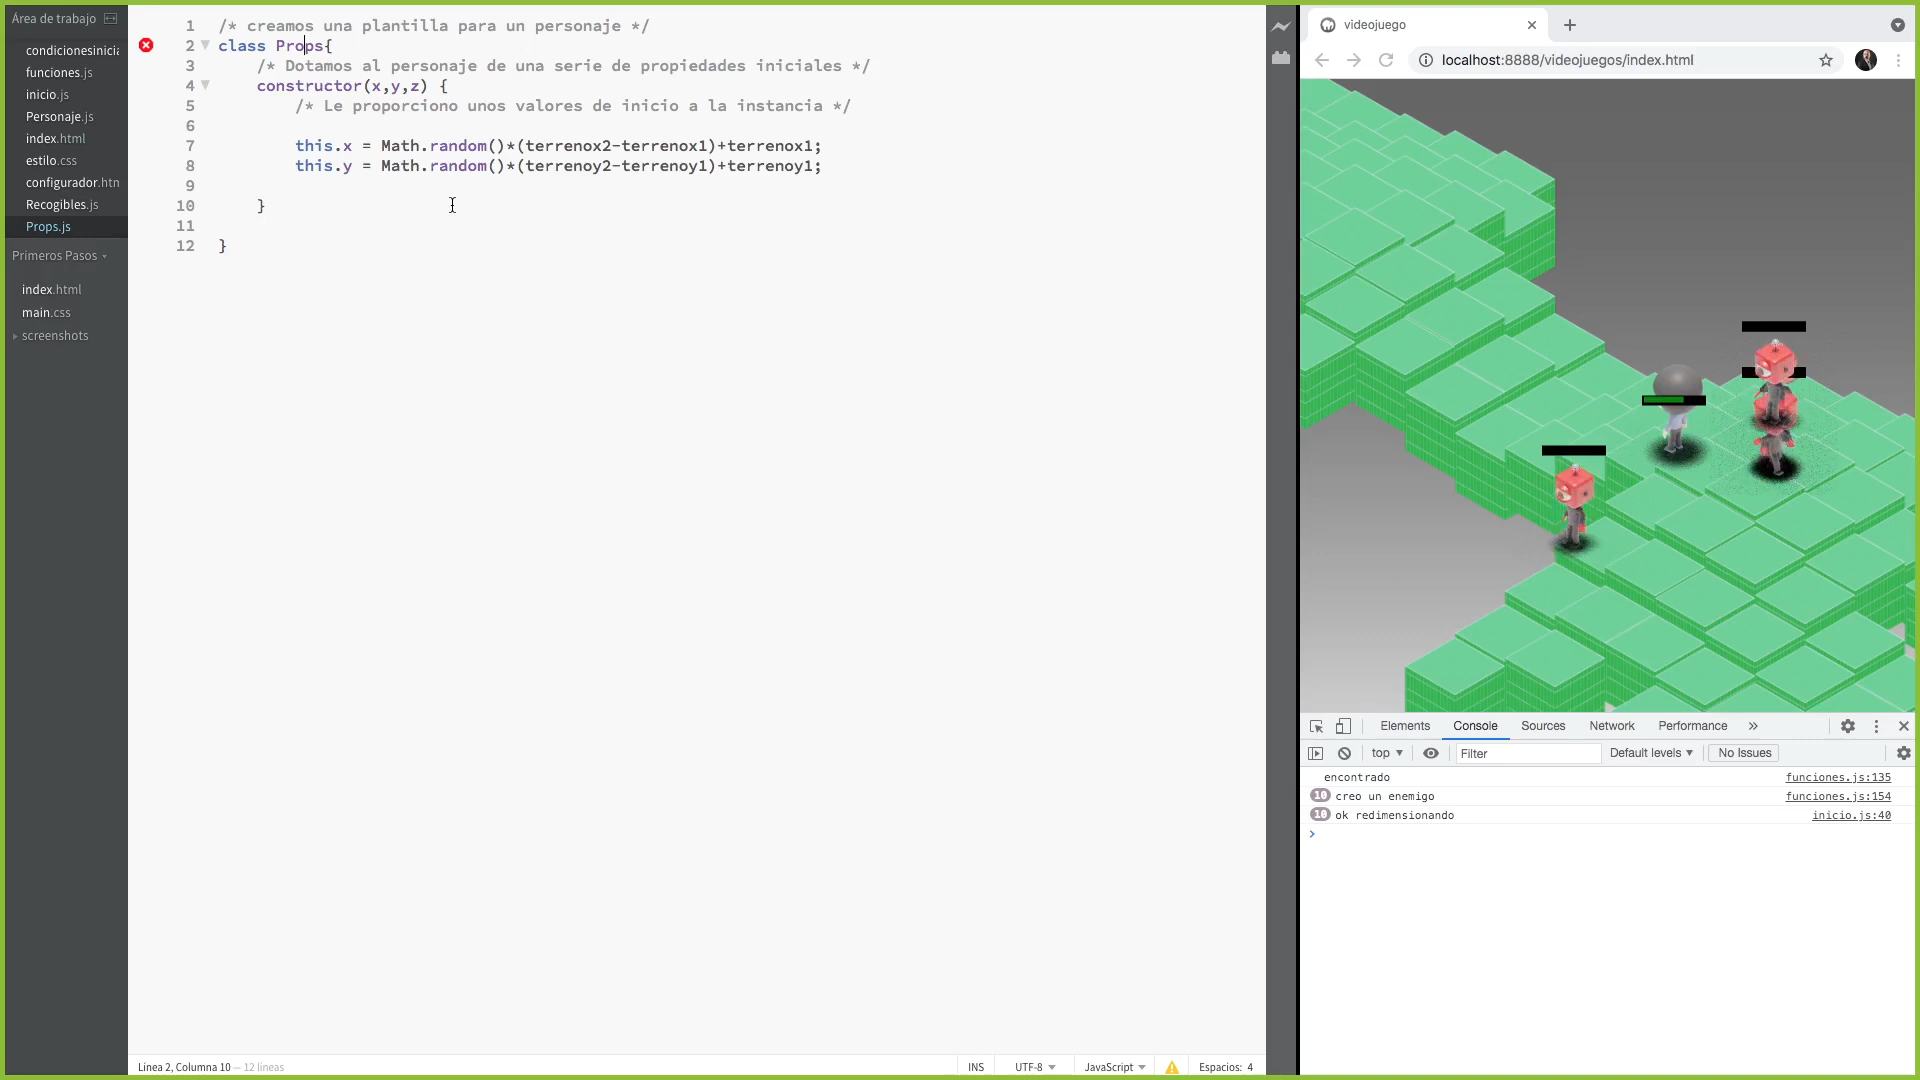 Área de trabajo
condicionesinicia
funciones.js
inicio.js
Personaje.js
index.html
estilo.css
configurador.htn
Recogibles.js
Props.js
Primeros Pasos
index.html
main.css
screenshots
1 /* creamos una plantilla para un personaje */
2 class Props{
3 /* Dotamos al personaje de una serie de propiedades iniciales */
4 constructor(x,y,z) {
5 /* Le proporciono unos valores de inicio a la instancia */
6
7 this.x = Math.random()*(terrenox2-terrenox1)+terrenox1;
8 this.y = Math.random()*(terrenoy2-terrenoy1)+terrenoy1;
9
10 }
11
12 }
Línea 2, Columna 10 — 12 líneas
INS
UTF-8
JavaScript
Espacios: 4
videojuego
localhost:8888/videojuegos/index.html
Elements Console Sources Network Performance »
top Filter Default levels No Issues
encontrado funciones.js:135
10 creo un enemigo funciones.js:154
10 ok redimensionando inicio.js:40